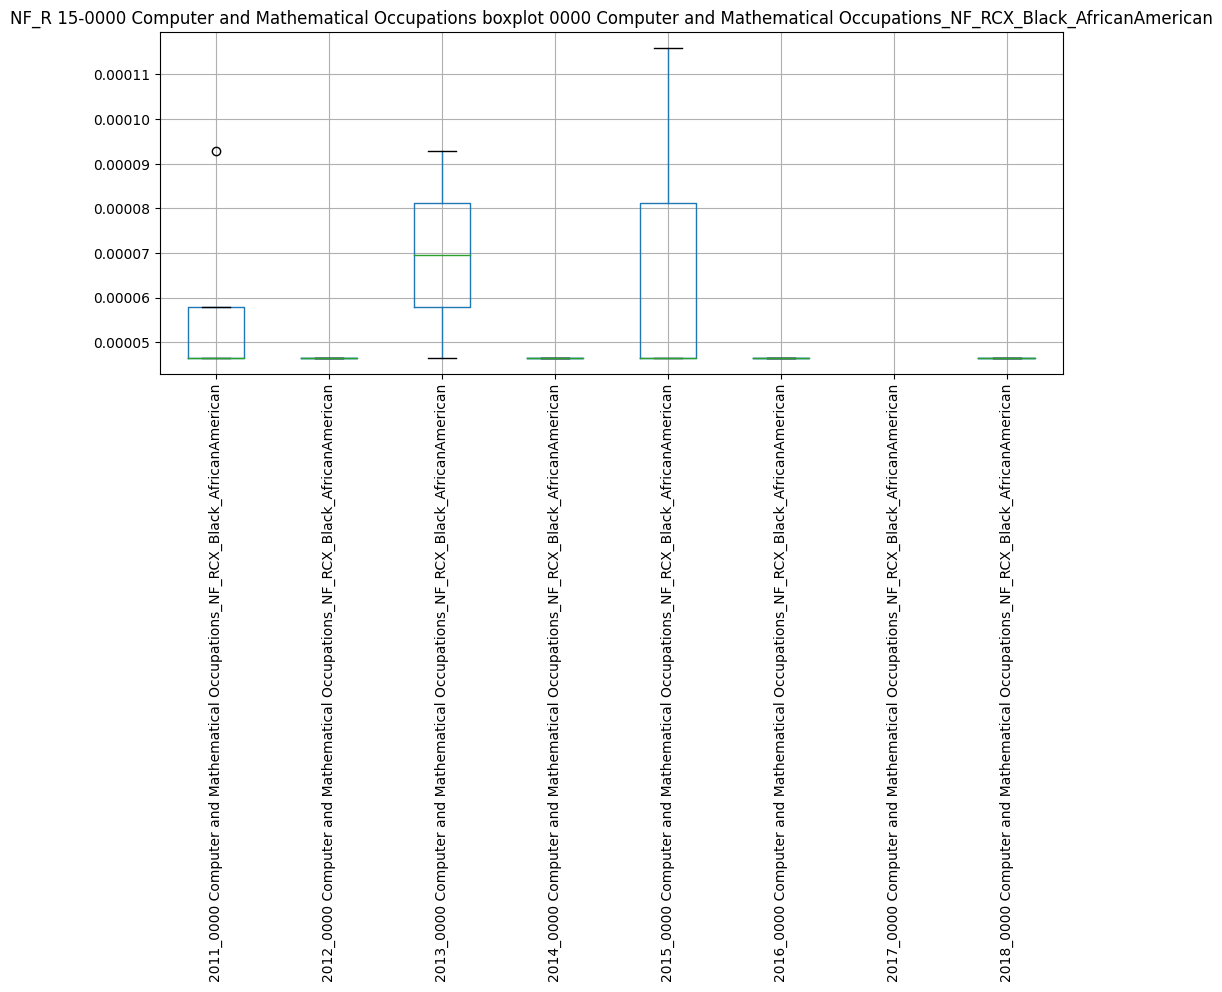 NF_R 15-0000 Computer and Mathematical Occupations boxplot 0000 Computer and Mathematical Occupations_NF_RCX_Black_AfricanAmerican
0.00011
0.00010
0.00009
0.00008
0.00007
0.00006
0.00005
2011_0000 Computer and Mathematical Occupations_NF_RCX_Black_AfricanAmerican
2012_0000 Computer and Mathematical Occupations_NF_RCX_Black_AfricanAmerican
2013_0000 Computer and Mathematical Occupations_NF_RCX_Black_AfricanAmerican
2014_0000 Computer and Mathematical Occupations_NF_RCX_Black_AfricanAmerican
2015_0000 Computer and Mathematical Occupations_NF_RCX_Black_AfricanAmerican
2016_0000 Computer and Mathematical Occupations_NF_RCX_Black_AfricanAmerican
2017_0000 Computer and Mathematical Occupations_NF_RCX_Black_AfricanAmerican
2018_0000 Computer and Mathematical Occupations_NF_RCX_Black_AfricanAmerican